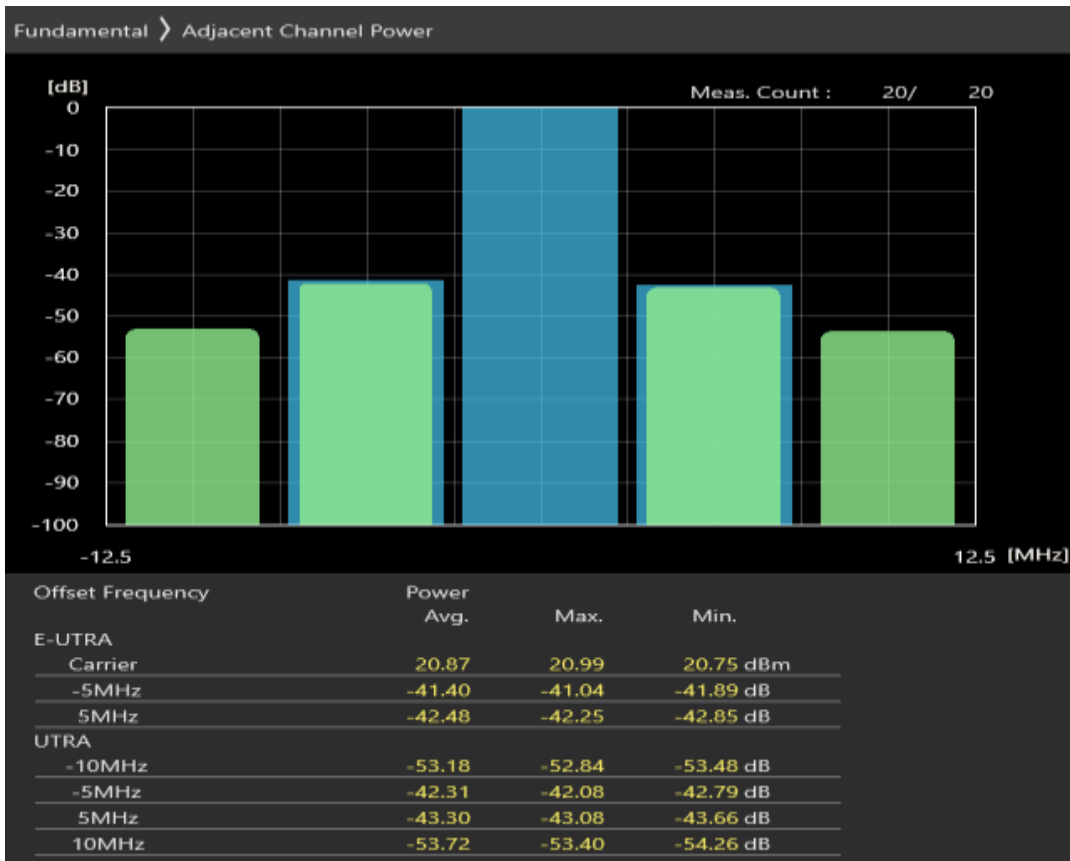 Fundamental 〉 Adjacent Channel Power
[dB]
Meas. Count : 20/ 20
0
-10
-20
-30
-40
-50
-60
-70
-80
-90
-100
-12.5 12.5 [MHz]
Offset Frequency Power
Avg. Max. Min.
E-UTRA
Carrier 20.87 20.99 20.75 dBm
-5MHz -41.40 -41.04 -41.89 dB
5MHz -42.48 -42.25 -42.85 dB
UTRA
-10MHz -53.18 -52.84 -53.48 dB
-5MHz -42.31 -42.08 -42.79 dB
5MHz -43.30 -43.08 -43.66 dB
10MHz -53.72 -53.40 -54.26 dB